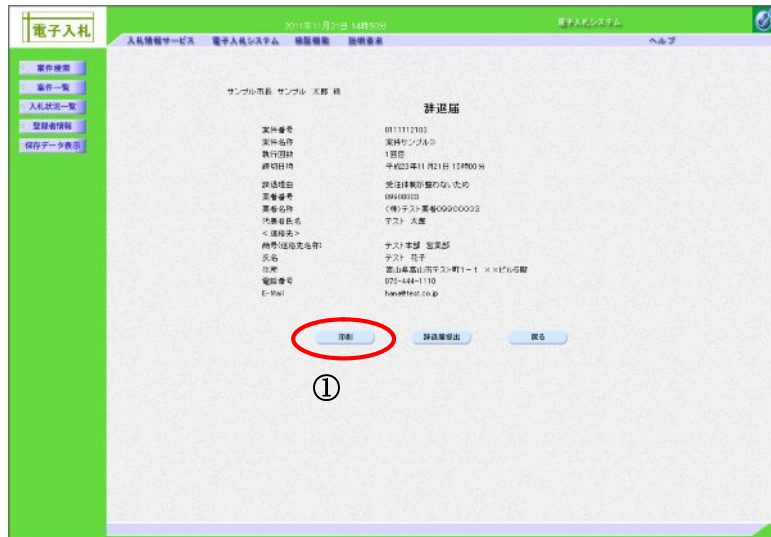 電子入札
2011年11月21日 14時50分
電子入札システム
入札情報サービス 電子入札システム 検証機能 説明要求
ヘルプ
案件検索
案件一覧
入札状況一覧
登録者情報
保存データ表示
サンプル市長 サンプル 太郎 様
辞退届
案件番号 0111112103
案件名称 案件サンプル③
執行回数 1回目
締切日時 平成23年11月21日 15時00分
辞退理由 受注体制が整わないため
業者番号 09900003
業者名称 (株)テスト業者09900003
代表者氏名 テスト 太郎
<連絡先>
商号(連絡先名称) テスト本部 営業部
氏名 テスト 花子
住所 富山県富山市テスト町1-1 ××ビル5階
電話番号 076-444-1110
E-Mail hana@test.co.jp
印刷 辞退届提出 戻る
①